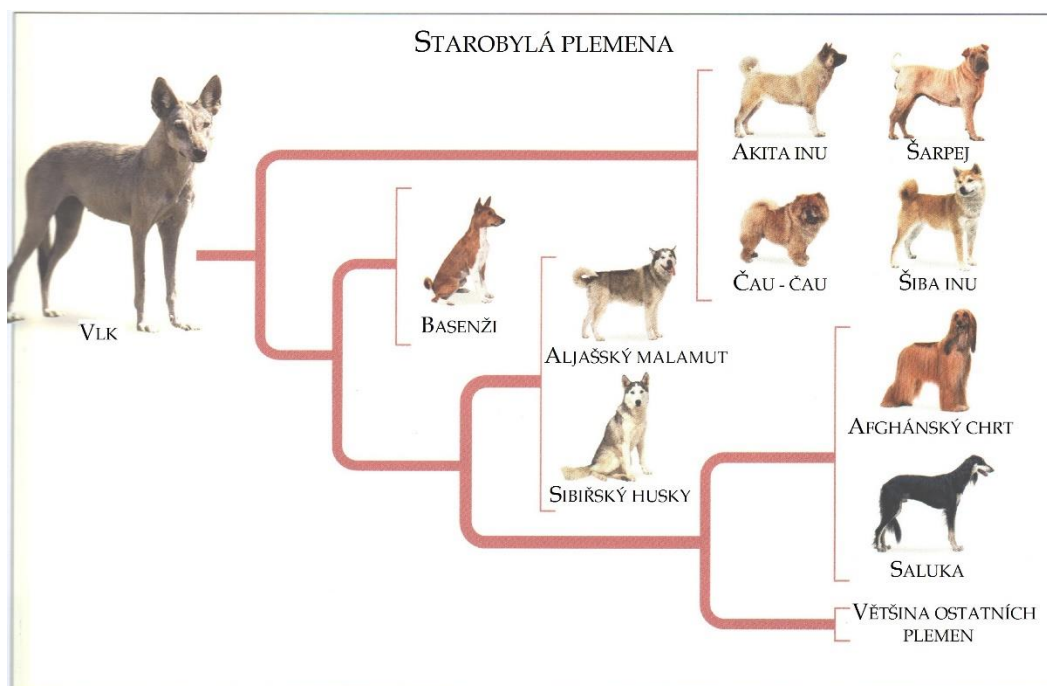 STAROBYLÁ PLEMENA
VLK
AKITA INU
ŠARPEJ
ČAU - ČAU
ŠIBA INU
BASENŽI
ALJAŠSKÝ MALAMUT
SIBIŘSKÝ HUSKY
AFGHÁNSKÝ CHRT
SALUKA
VĚTŠINA OSTATNÍCH
PLEMEN